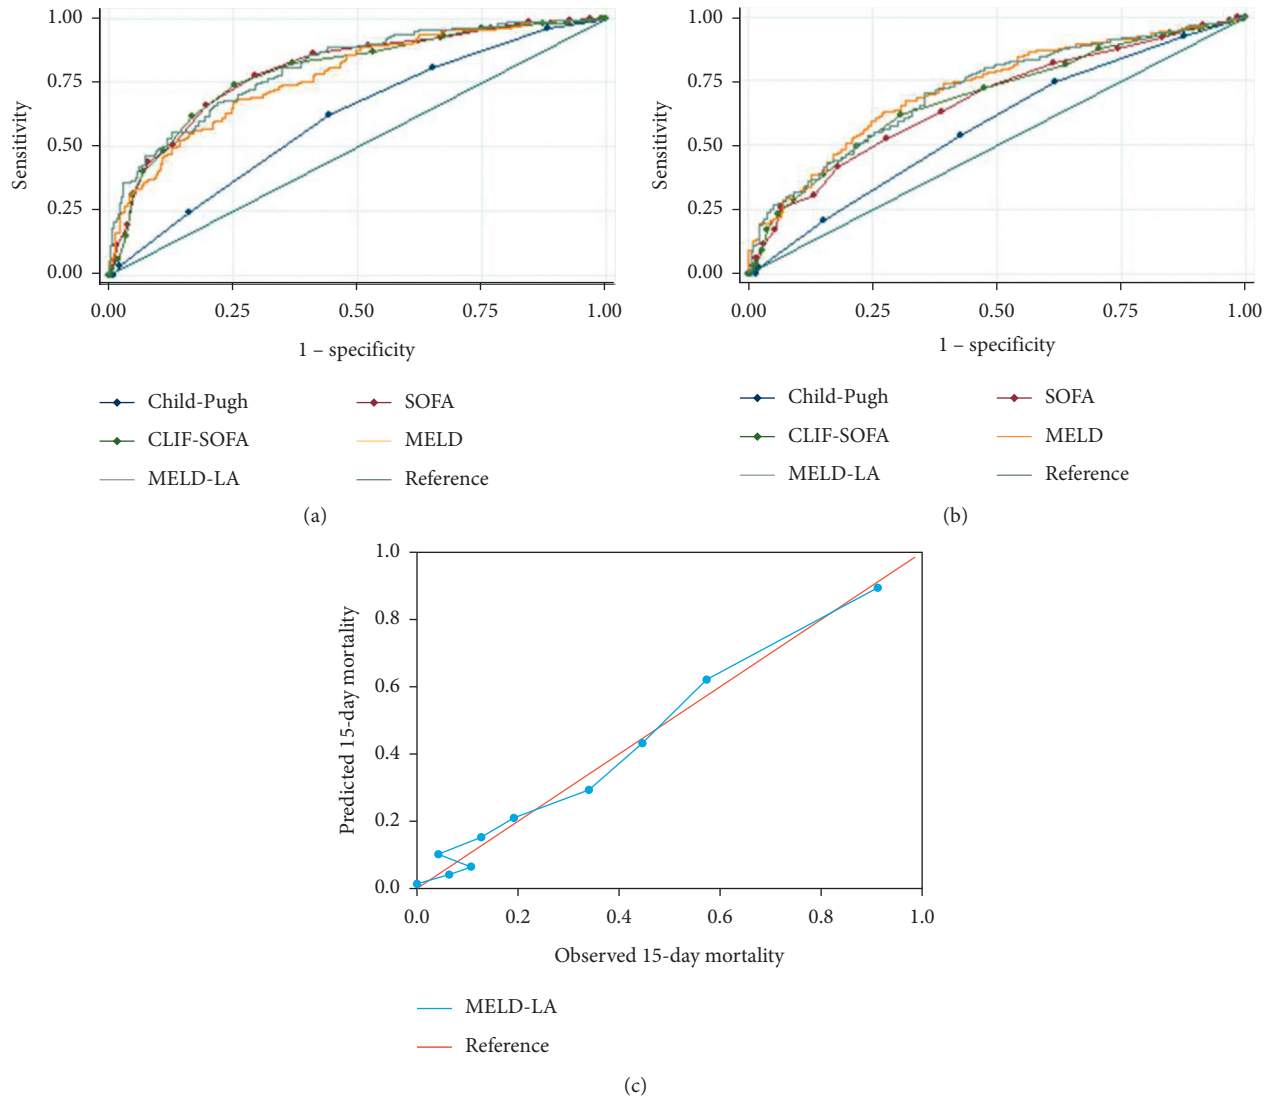 1.00
0.75
0.50
0.25
0.00
Sensitivity
0.00 0.25 0.50 0.75 1.00
1 – specificity
Child-Pugh SOFA
CLIF-SOFA MELD
MELD-LA Reference
(a)
1.00
0.75
0.50
0.25
0.00
Sensitivity
0.00 0.25 0.50 0.75 1.00
1 – specificity
Child-Pugh SOFA
CLIF-SOFA MELD
MELD-LA Reference
(b)
1.0
0.8
0.6
0.4
0.2
0.0
Predicted 15-day mortality
0.0 0.2 0.4 0.6 0.8 1.0
Observed 15-day mortality
MELD-LA
Reference
(c)